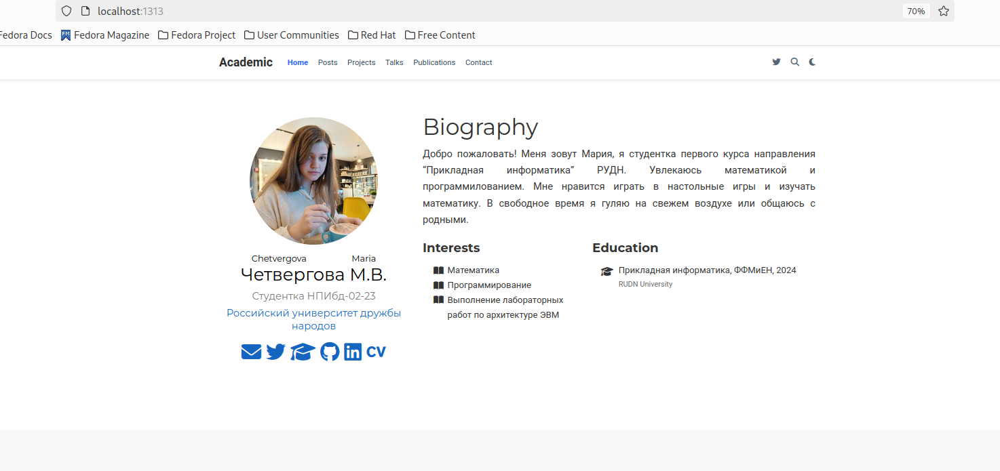 localhost:1313
70%
Fedora Docs Fedora Magazine Fedora Project User Communities Red Hat Free Content
Academic Home Posts Projects Talks Publications Contact
Biography
Добро пожаловать! Меня зовут Мария, я студентка первого курса направления
“Прикладная информатика” РУДН. Увлекаюсь математикой и
программилованием. Мне нравится играть в настольные игры и изучать
математику. В свободное время я гуляю на свежем воздухе или общаюсь с
родными.
Chetvergova Maria
Четвергова М.В.
Студентка НПИбд-02-23
Российский университет дружбы
народов
CV
Interests
Математика
Программирование
Выполнение лабораторных
работ по архитектуре ЭВМ
Education
Прикладная информатика, ФФМиЕН, 2024
RUDN University